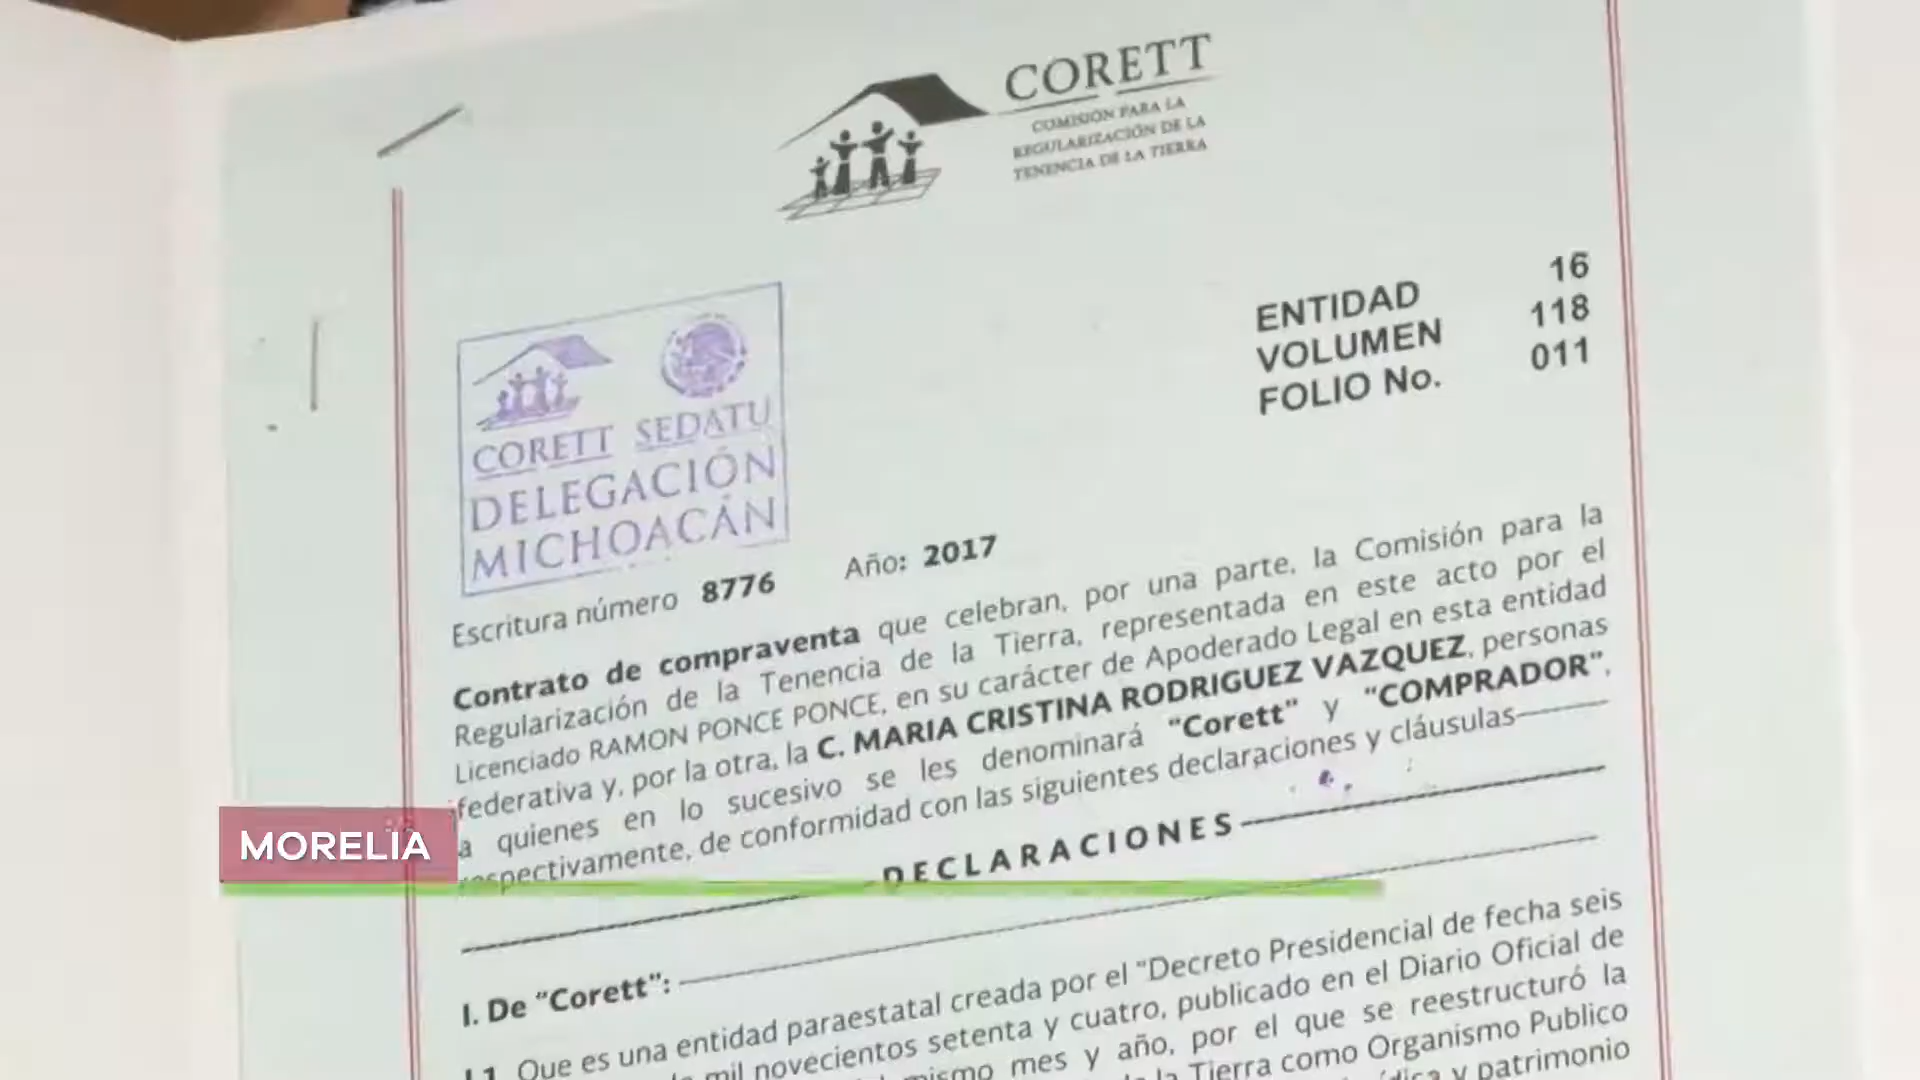 CORETT
COMISIÓN PARA LA
REGULARIZACIÓN DE LA
TENENCIA DE LA TIERRA
ENTIDAD 16
VOLUMEN 118
FOLIO No. 011
CORETT SEDATU
DELEGACIÓN
MICHOACÁN
Escritura número 8776 Año: 2017
Contrato de compraventa que celebran, por una parte, la Comisión para la
Regularización de la Tenencia de la Tierra, representada en este acto por el
Licenciado RAMON PONCE PONCE, en su carácter de Apoderado Legal en esta entidad
federativa y, por la otra, la C. MARIA CRISTINA RODRIGUEZ VAZQUEZ, personas
a quienes en lo sucesivo se les denominará "Corett" y "COMPRADOR",
respectivamente, de conformidad con las siguientes declaraciones y cláusulas
MORELIA
DECLARACIONES
I. De "Corett":
I.1. Que es una entidad paraestatal creada por el "Decreto Presidencial de fecha seis
mil novecientos setenta y cuatro, publicado en el Diario Oficial de
mismo mes y año, por el que se reestructuró la
la Tierra como Organismo Publico
y patrimonio